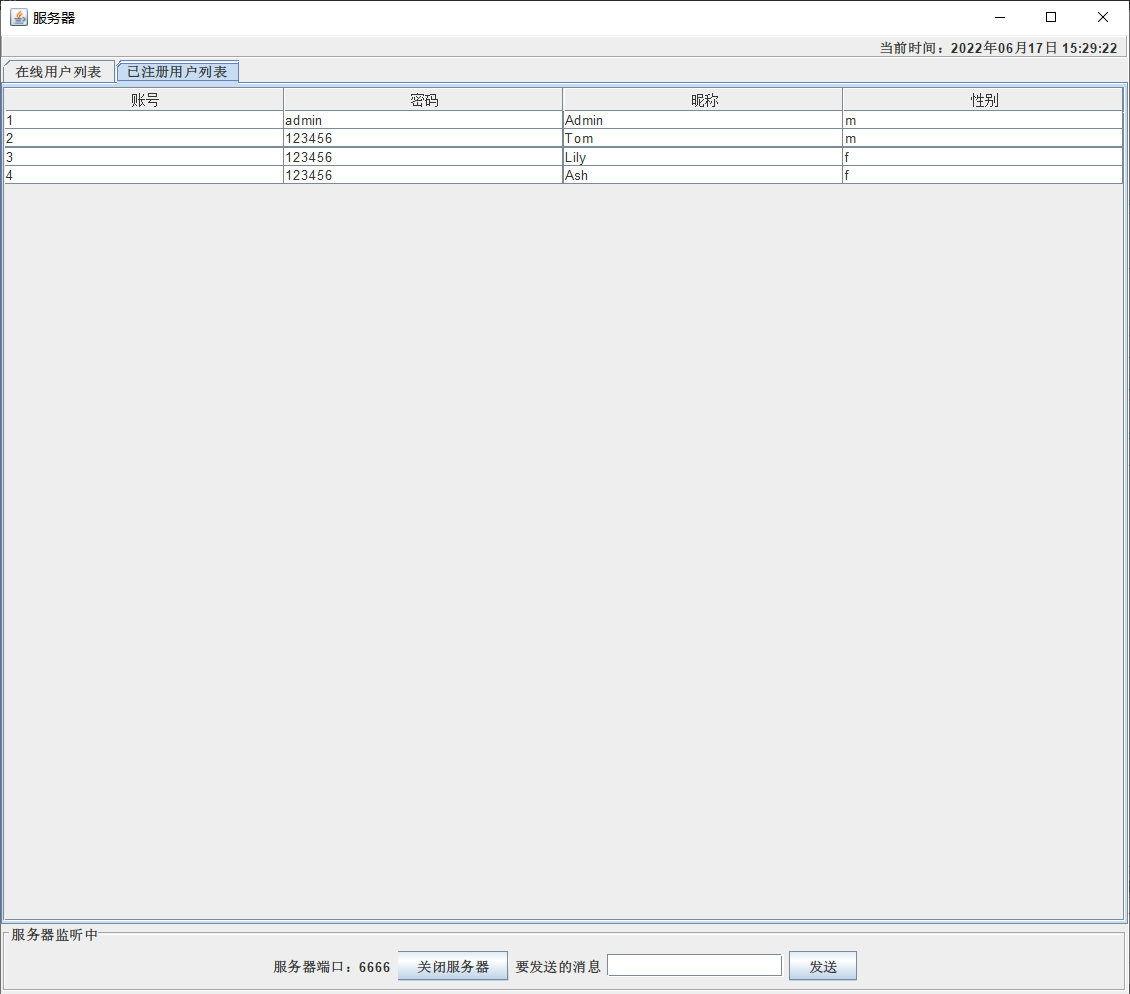 服务器
当前时间：2022年06月17日 15:29:22
在线用户列表 已注册用户列表
账号 密码 昵称 性别
1 admin Admin m
2 123456 Tom m
3 123456 Lily f
4 123456 Ash f
服务器监听中
服务器端口：6666 关闭服务器 要发送的消息 发送